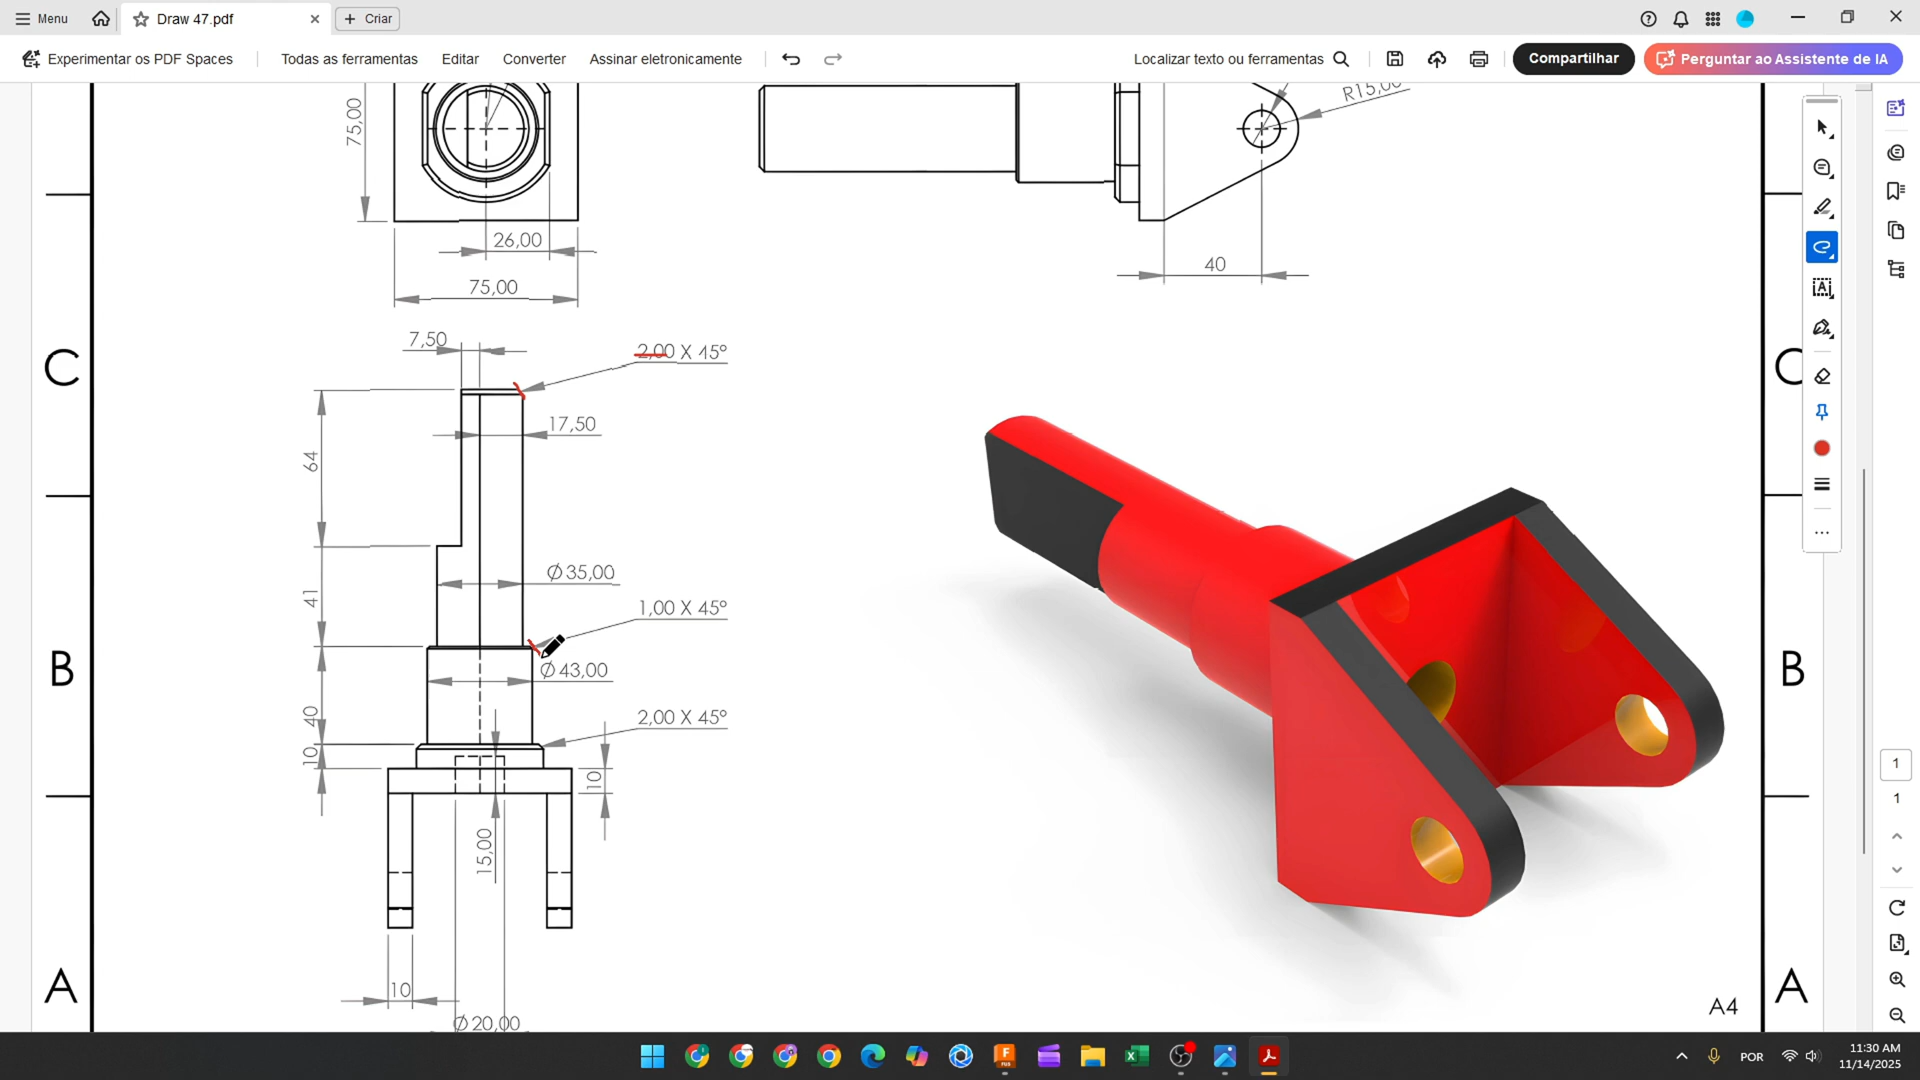 Menu
Draw 47.pdf
Criar
Experimentar os PDF Spaces
Todas as ferramentas
Editar
Converter
Assinar eletronicamente
Localizar texto ou ferramentas
Compartilhar
Perguntar ao Assistente de IA
75,00
R15,00
26,00
40
75,00
7,50
2,00 X 45°
C
C
17,50
64
Ø35,00
41
1,00 X 45°
B
Ø43,00
B
40
2,00 X 45°
10
10
15,00
1
1
A
10
A4
A
Ø20,00
POR
11:30 AM
11/14/2025